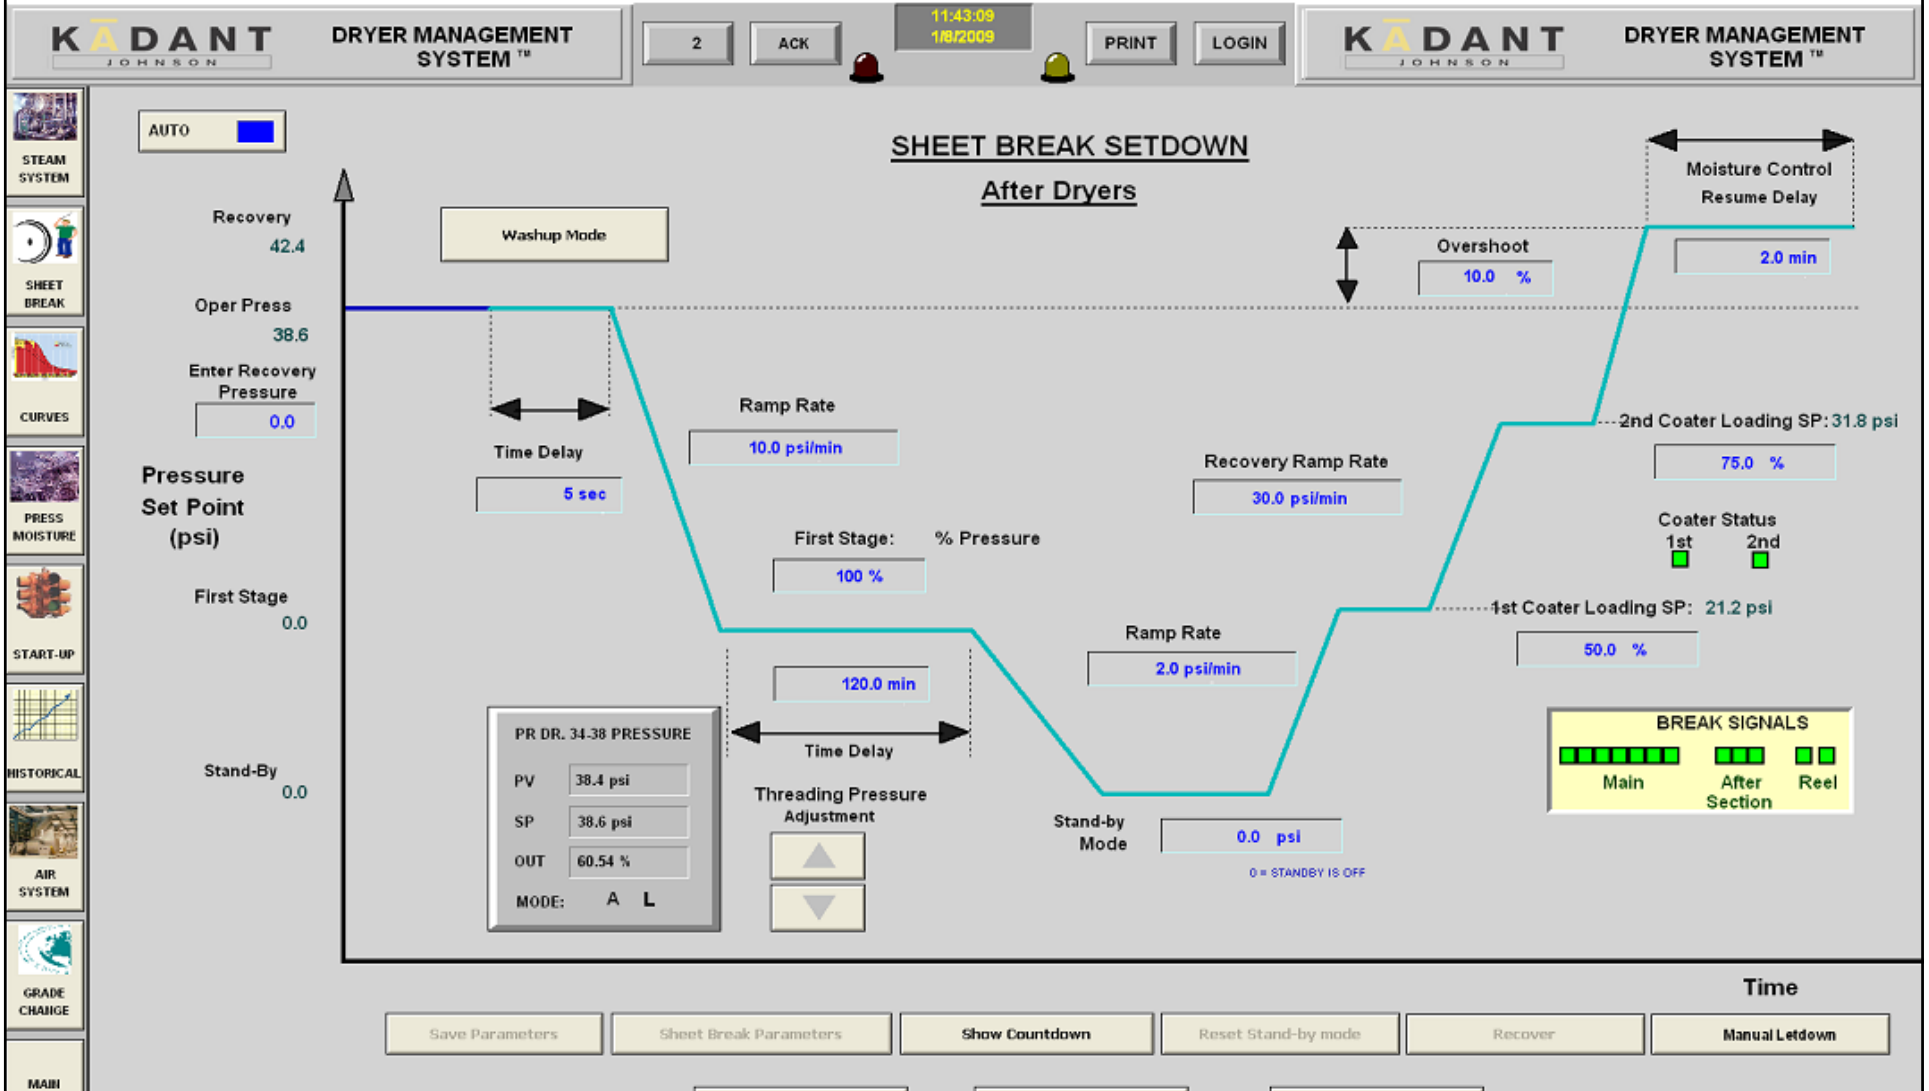 KADANT
JOHNSON
DRYER MANAGEMENT
SYSTEM ™
2
ACK
11:43:09
1/8/2009
PRINT
LOGIN
KADANT
JOHNSON
DRYER MANAGEMENT
SYSTEM ™
STEAM
SYSTEM
SHEET
BREAK
CURVES
PRESS
MOISTURE
START-UP
HISTORICAL
AIR
SYSTEM
GRADE
CHANGE
MAIN
AUTO
SHEET BREAK SETDOWN
After Dryers
Recovery
42.4
Oper Press
38.6
Enter Recovery
Pressure
0.0
Pressure
Set Point
(psi)
First Stage
0.0
Stand-By
0.0
Washup Mode
Time Delay
5 sec
Ramp Rate
10.0 psi/min
First Stage: % Pressure
100 %
120.0 min
Time Delay
PR DR. 34-38 PRESSURE
PV 38.4 psi
SP 38.6 psi
OUT 60.54 %
MODE: A L
Threading Pressure
Adjustment
Ramp Rate
2.0 psi/min
Stand-by
Mode
0.0 psi
0 = STANDBY IS OFF
Recovery Ramp Rate
30.0 psi/min
Overshoot
10.0 %
Moisture Control
Resume Delay
2.0 min
2nd Coater Loading SP: 31.8 psi
75.0 %
Coater Status
1st 2nd
1st Coater Loading SP: 21.2 psi
50.0 %
BREAK SIGNALS
Main
After
Section
Reel
Time
Save Parameters
Sheet Break Parameters
Show Countdown
Reset Stand-by mode
Recover
Manual Letdown